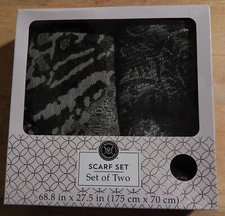 SCARF SET
Set of Two
68.8 in x 27.5 in (175 cm x 70 cm)